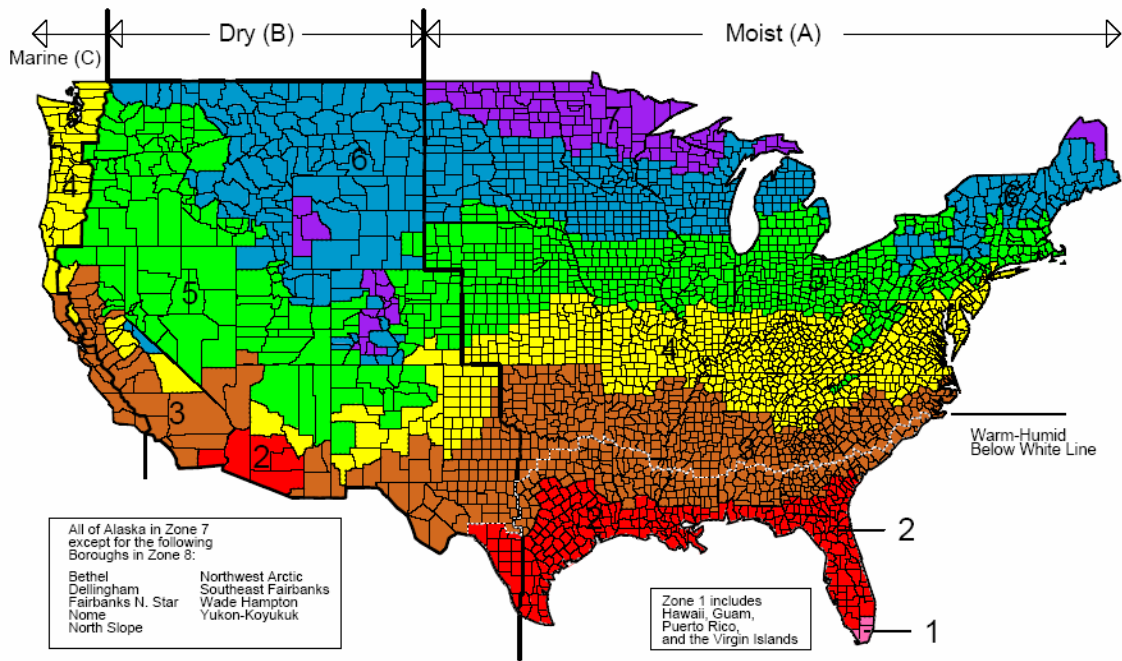 Marine (C)
Dry (B)
Moist (A)
7
6
6
4
5
5
4
3
3
2
2
Warm-Humid
Below White Line
2
1
All of Alaska in Zone 7
except for the following
Boroughs in Zone 8:
Bethel
Dellingham
Fairbanks N. Star
Nome
North Slope
Northwest Arctic
Southeast Fairbanks
Wade Hampton
Yukon-Koyukuk
Zone 1 includes
Hawaii, Guam,
Puerto Rico,
and the Virgin Islands